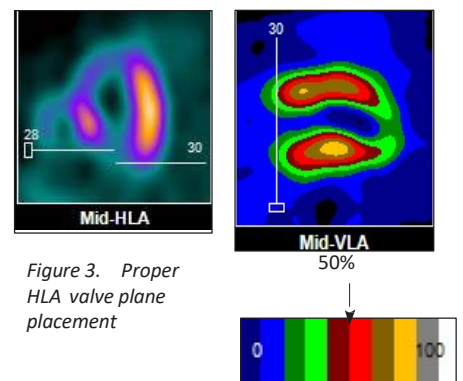 28
30
Mid-HLA
Figure 3. Proper
HLA valve plane
placement
30
Mid-VLA
50%
0 100